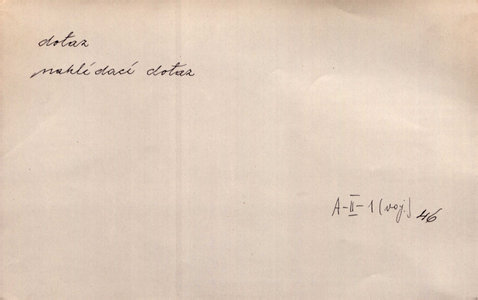 dotaz
nahlédací dotaz
A-II-1 (voj.) 46